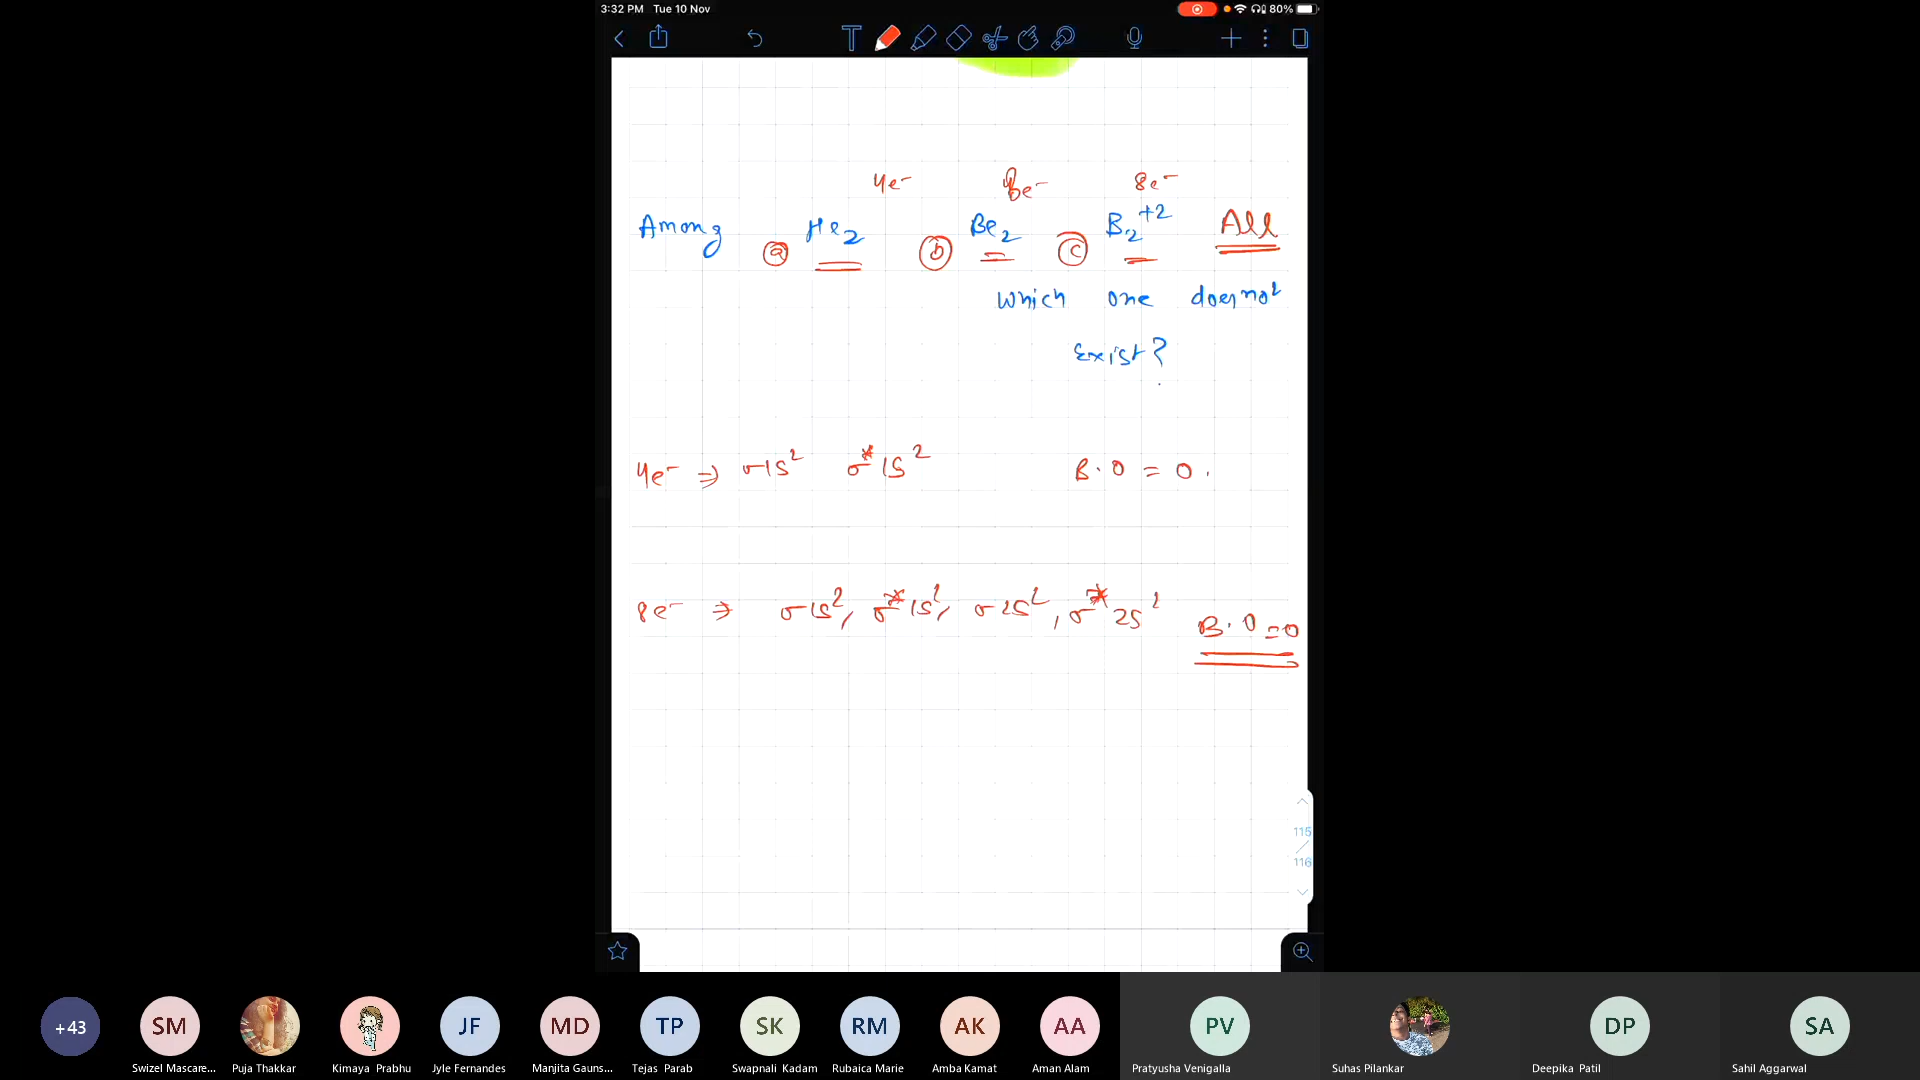 3:32 PM Tue 10 Nov 80%
4e⁻ 8e⁻ 8e⁻
Among ⓐ He₂ ⓑ Be₂ ⓒ B₂⁺² All
which one does not
Exist?
4e⁻ ⇒ σ1s² σ*1s² B.O = 0.
8e⁻ ⇒ σ1s², σ*1s², σ2s², σ*2s² B.O = 0
115
116
+43 SM JF MD TP SK RM AK AA PV DP SA
Swizel Mascare... Puja Thakkar Kimaya Prabhu Jyle Fernandes Manjita Gauns... Tejas Parab Swapnali Kadam Rubaica Marie Amba Kamat Aman Alam Pratyusha Venigalla Suhas Pilankar Deepika Patil Sahil Aggarwal